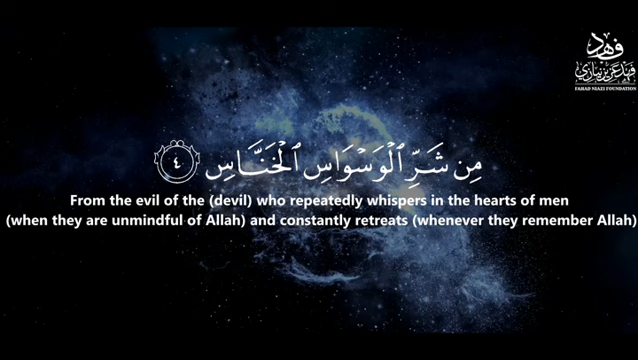 فهد
FAHAD NIAZI FOUNDATION
مِن شَرِّ ٱلْوَسْوَاسِ ٱلْخَنَّاسِ ٤
From the evil of the (devil) who repeatedly whispers in the hearts of men
(when they are unmindful of Allah) and constantly retreats (whenever they remember Allah)